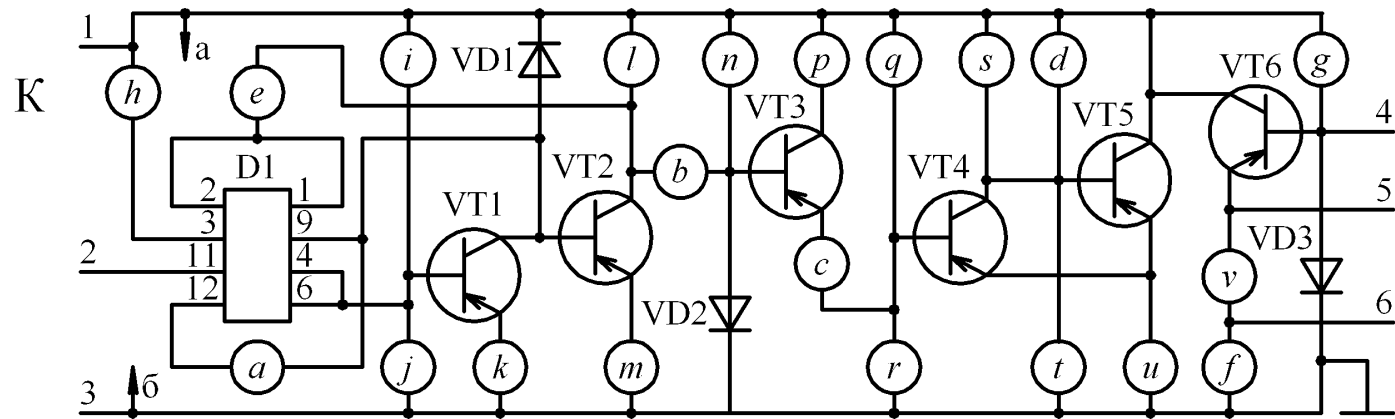 1 а i VD1 l n p q s d g
К h e VT3 VT6
D1 VT2 VT5 4
2 1 b VT4
3 9 VT1 5
2 11 4 c v VD3
12 6 VD2 6
a j k m r t u f
3 б